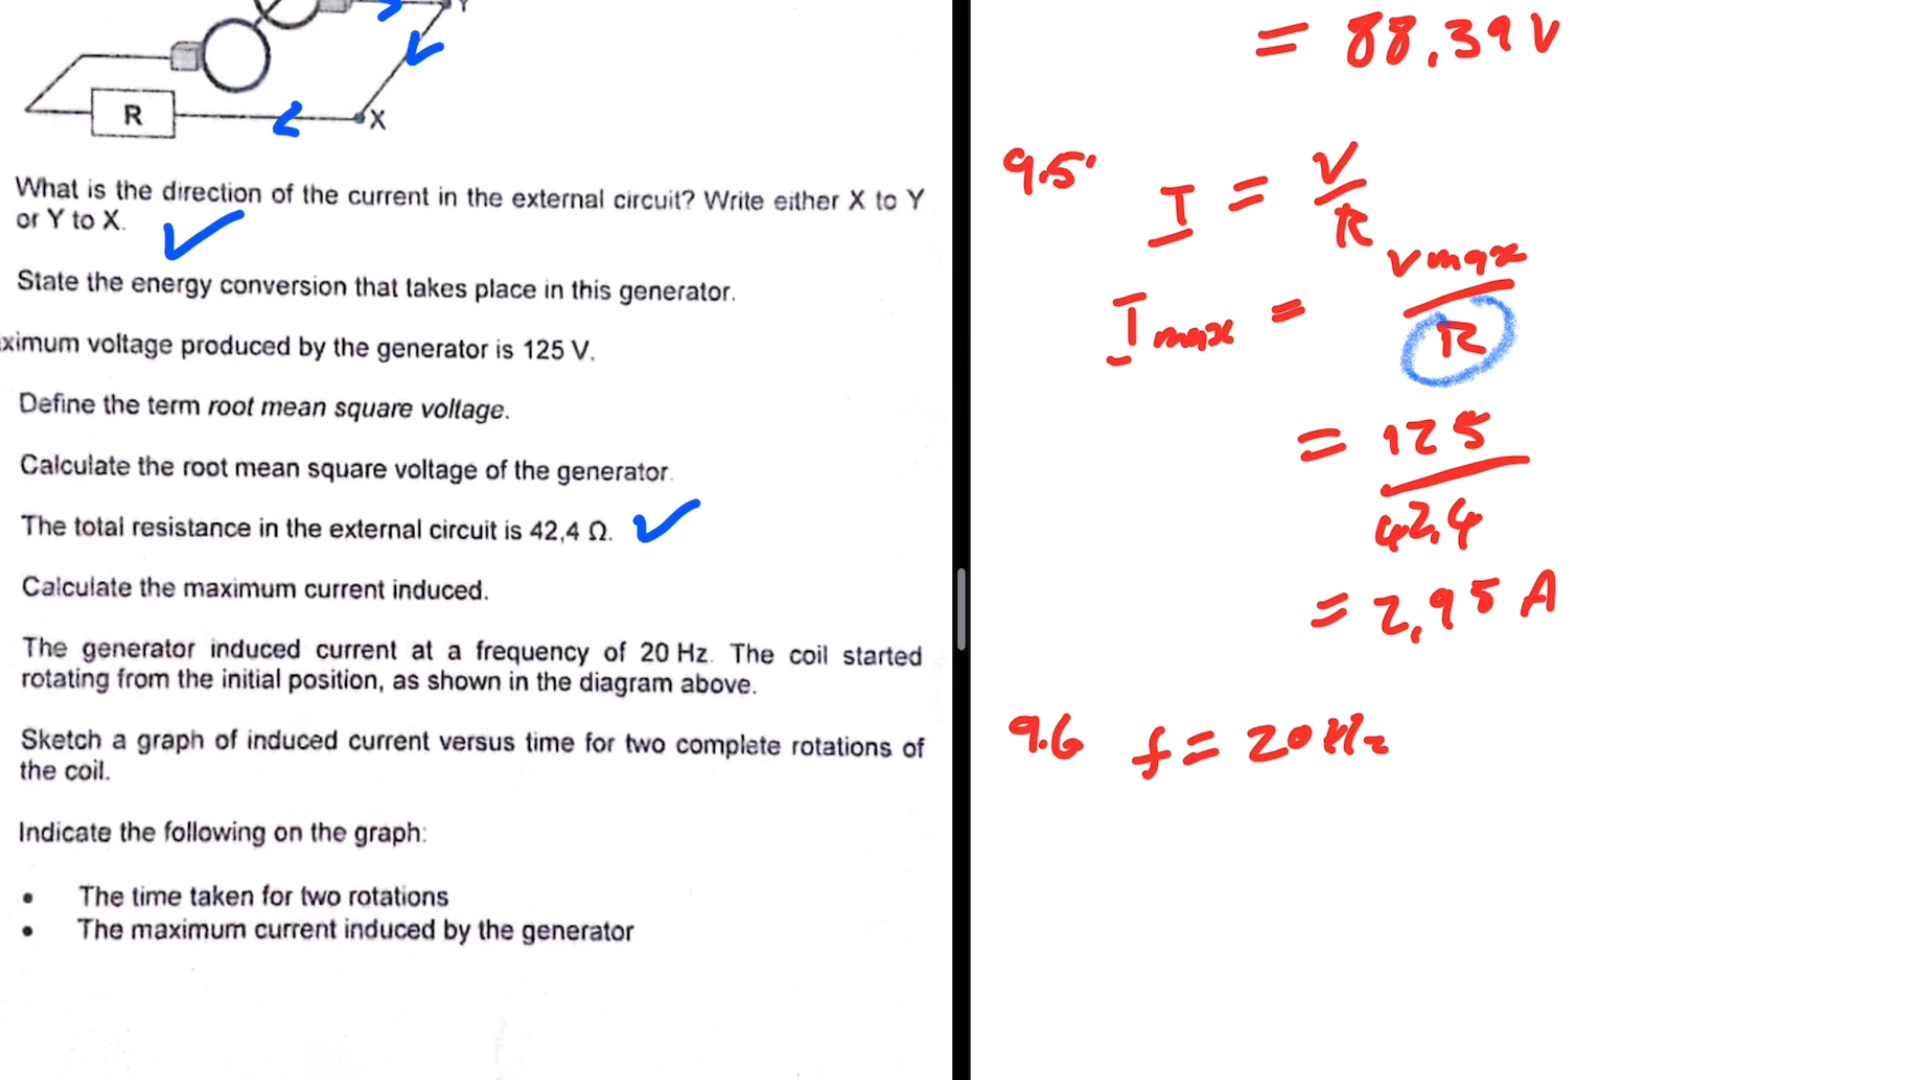 Y
R
X
What is the direction of the current in the external circuit? Write either X to Y
or Y to X.
State the energy conversion that takes place in this generator.
ximum voltage produced by the generator is 125 V.
Define the term root mean square voltage.
Calculate the root mean square voltage of the generator.
The total resistance in the external circuit is 42,4 Ω.
Calculate the maximum current induced.
The generator induced current at a frequency of 20 Hz. The coil started
rotating from the initial position, as shown in the diagram above.
Sketch a graph of induced current versus time for two complete rotations of
the coil.
Indicate the following on the graph:
• The time taken for two rotations
• The maximum current induced by the generator
= 88,39 V
9.5 I = V/R
I max = V max / R
= 125 / 42,4
= 2,95 A
9.6 f = 20 Hz